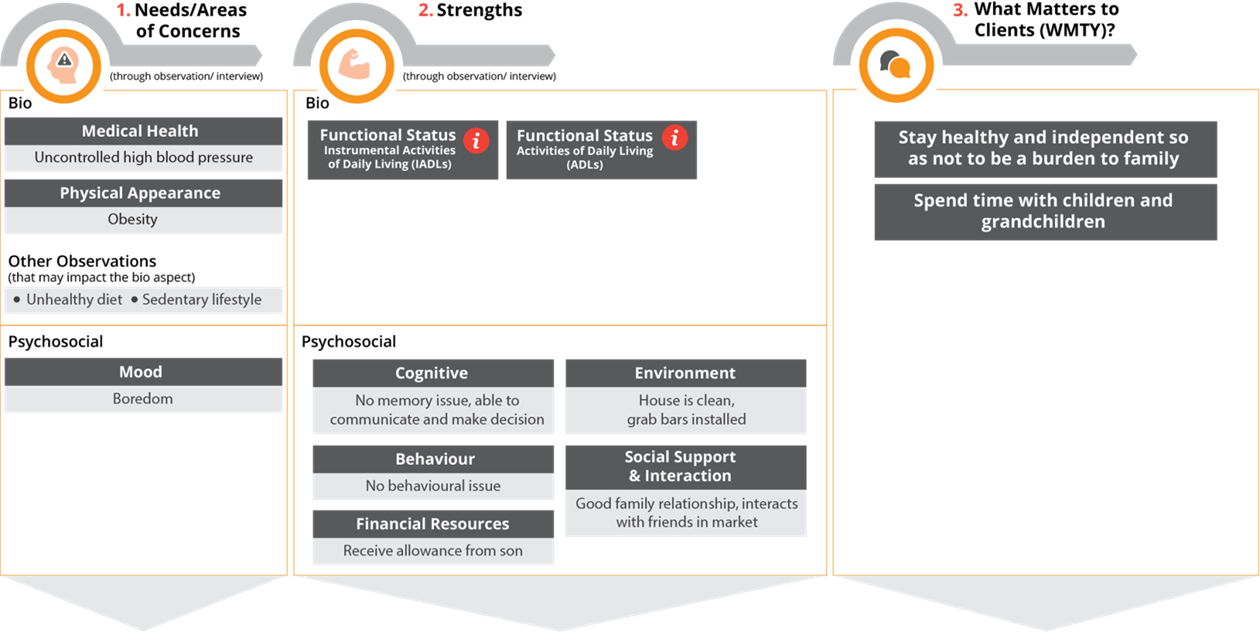 1. Needs/Areas
of Concerns
(through observation/ interview)
Bio
Medical Health
Uncontrolled high blood pressure
Physical Appearance
Obesity
Other Observations
(that may impact the bio aspect)
• Unhealthy diet • Sedentary lifestyle
Psychosocial
Mood
Boredom
2. Strengths
(through observation/ interview)
Bio
Functional Status
Instrumental Activities
of Daily Living (IADLs)
i
Functional Status
Activities of Daily Living
(ADLs)
i
Psychosocial
Cognitive
No memory issue, able to
communicate and make decision
Behaviour
No behavioural issue
Financial Resources
Receive allowance from son
Environment
House is clean,
grab bars installed
Social Support
& Interaction
Good family relationship, interacts
with friends in market
3. What Matters to
Clients (WMTY)?
Stay healthy and independent so
as not to be a burden to family
Spend time with children and
grandchildren